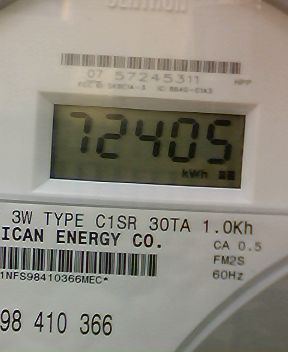 07 57245311
72405
kWh
3W TYPE C1SR 30TA 1.0Kh
ICAN ENERGY CO.
CA 0.5
FM2S
1NFS98410366MEC*
60Hz
98 410 366